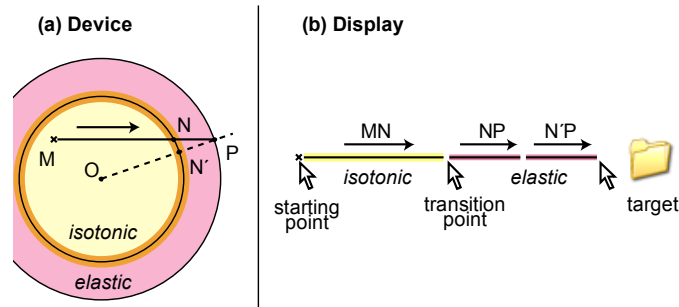 (a) Device
N
M
P
O
N´
isotonic
elastic
(b) Display
MN
NP
N´P
isotonic
elastic
starting
point
transition
point
target